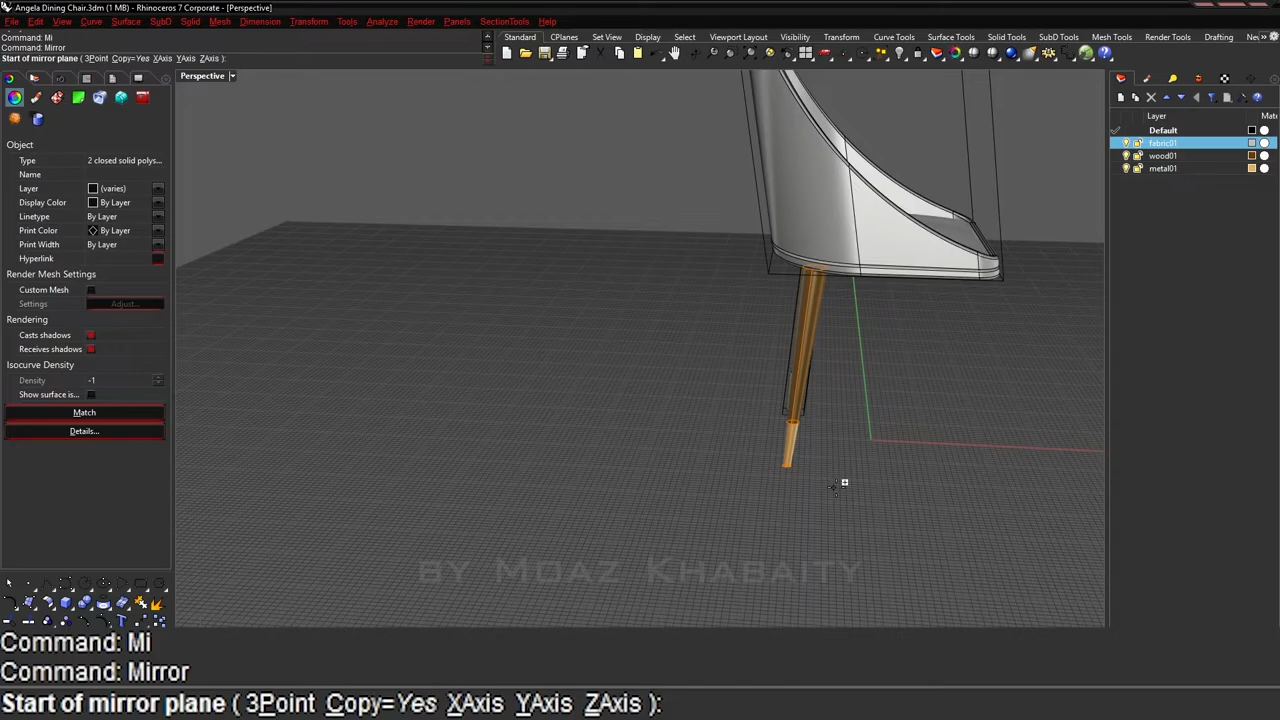 Angela Dining Chair.3dm (1 MB) - Rhinoceros 7 Corporate - [Perspective]
File Edit View Curve Surface SubD Solid Mesh Dimension Transform Tools Analyze Render Panels SectionTools Help
Command: Mi
Command: Mirror
Start of mirror plane ( 3Point Copy=Yes XAxis YAxis ZAxis ):
Standard CPlanes Set View Display Select Viewport Layout Visibility Transform Curve Tools Surface Tools Solid Tools SubD Tools Mesh Tools Render Tools Drafting Nev
Perspective
Object
Type 2 closed solid polys...
Name
Layer (varies)
Display Color By Layer
Linetype By Layer
Print Color By Layer
Print Width By Layer
Hyperlink
Render Mesh Settings
Custom Mesh
Settings Adjust...
Rendering
Casts shadows
Receives shadows
Isocurve Density
Density -1
Show surface is...
Match
Details...
Layer Mate
Default
fabric01
wood01
metal01
by Moaz Khabaity
Command: Mi
Command: Mirror
Start of mirror plane ( 3Point Copy=Yes XAxis YAxis ZAxis ):